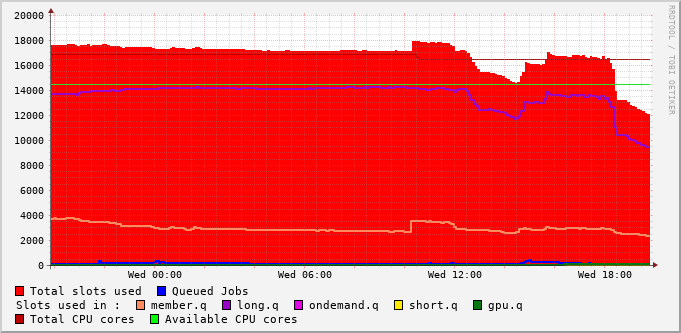 20000
18000
16000
14000
12000
10000
8000
6000
4000
2000
0
Wed 00:00 Wed 06:00 Wed 12:00 Wed 18:00
RRDTOOL / TOBI OETIKER
Total slots used Queued Jobs
Slots used in : member.q long.q ondemand.q short.q gpu.q
Total CPU cores Available CPU cores